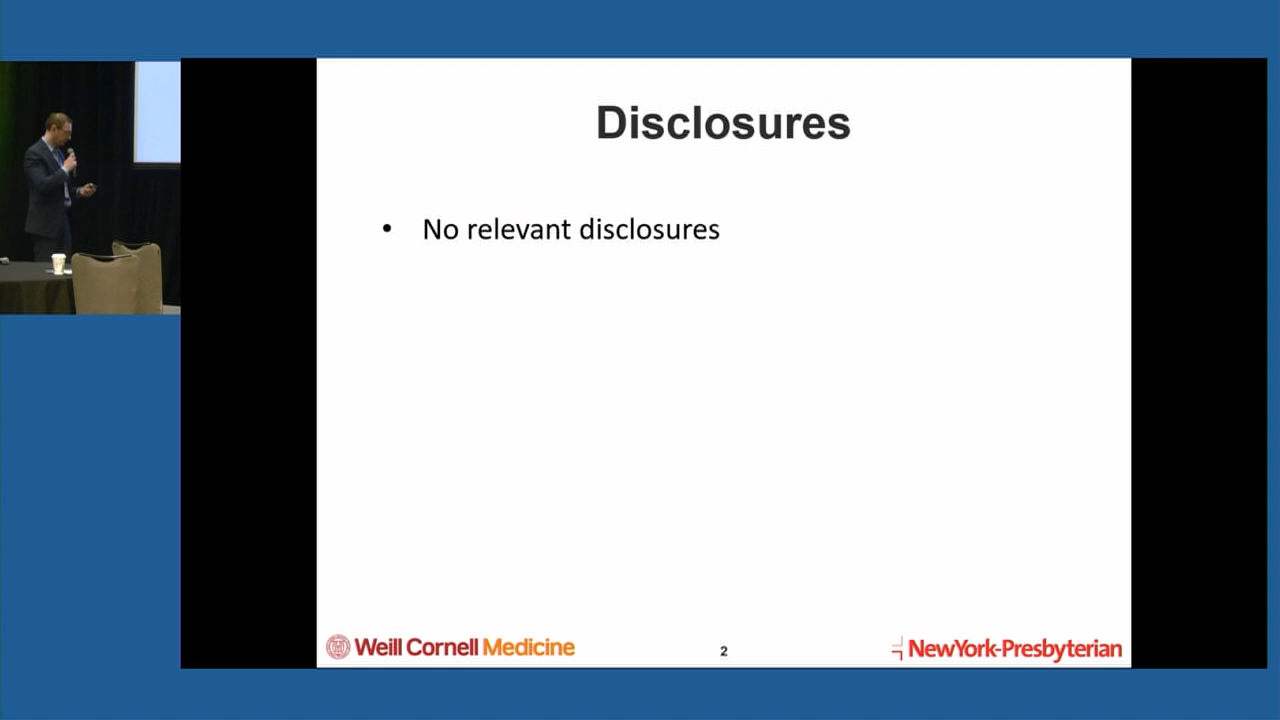 Disclosures
• No relevant disclosures
Weill Cornell Medicine
2
NewYork-Presbyterian